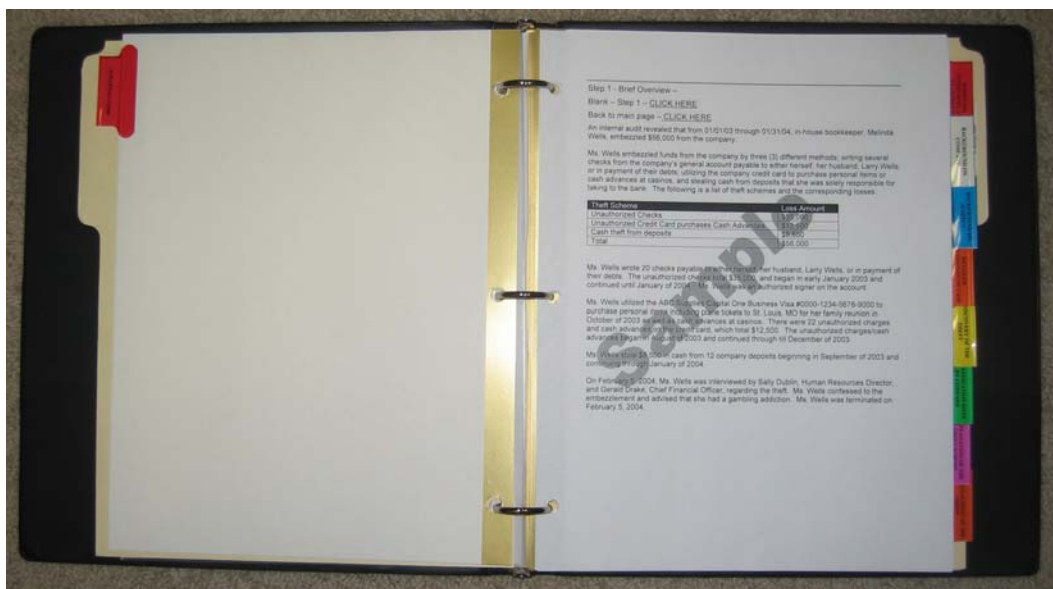 Step 1 - Brief Overview –
Blank – Step 1 – CLICK HERE
Back to main page – CLICK HERE
An internal audit revealed that from 01/01/03 through 01/31/04, in-house bookkeeper, Melinda
Wells, embezzled $56,000 from the company.
Ms. Wells embezzled funds from the company by three (3) different methods; writing several
checks from the company's general account payable to either herself, her husband, Larry Wells,
or in payment of their debts; utilizing the company credit card to purchase personal items or
cash advances at casinos, and stealing cash from deposits that she was solely responsible for
taking to the bank. The following is a list of theft schemes and the corresponding losses:
Theft Scheme Loss Amount
Unauthorized Checks
Unauthorized Credit Card purchases Cash Advances
Cash theft from deposits
Total $56,000
Sample
Ms. Wells wrote 20 checks payable to either herself, her husband, Larry Wells, or in payment of
their debts. The unauthorized checks total $35,000, and began in early January 2003 and
continued until January of 2004. Ms. Wells authorized signer on the account.
Ms. Wells utilized the ABC Supplies Capital One Business Visa #0000-1234-5678-9000 to
purchase personal items including plane tickets to St. Louis, MO for her family reunion in
October of 2003 as well as cash advances at casinos. There were 22 unauthorized charges
and cash advances on the credit card, which total $12,500. The unauthorized charges/cash
advances began in of 2003 and continued through till December of 2003.
Ms. Wells stole $8,500 in cash from 12 company deposits beginning in September of 2003 and
continuing through January of 2004.
On February 5, 2004, Ms. Wells was interviewed by Sally Dublin, Human Resources Director,
and Gerald Drake, Chief Financial Officer, regarding the theft. Ms. Wells confessed to the
embezzlement and advised that she had a gambling addiction. Ms. Wells was terminated on
February 5, 2004.